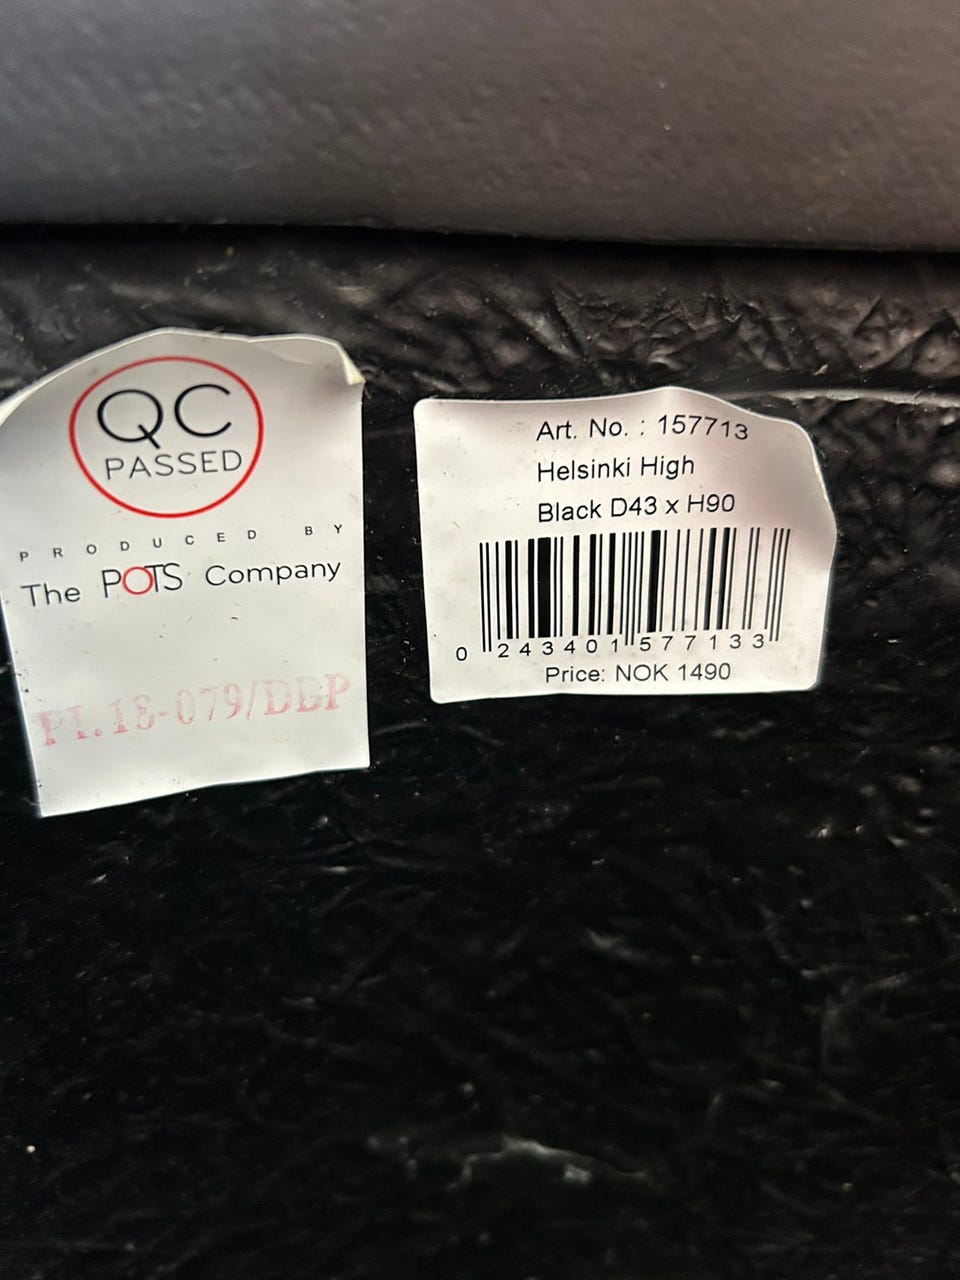 QC
PASSED
PRODUCED BY
The POTS Company
PI.18-079/DDP
Art. No. : 157713
Helsinki High
Black D43 x H90
0 243401 577133
Price: NOK 1490